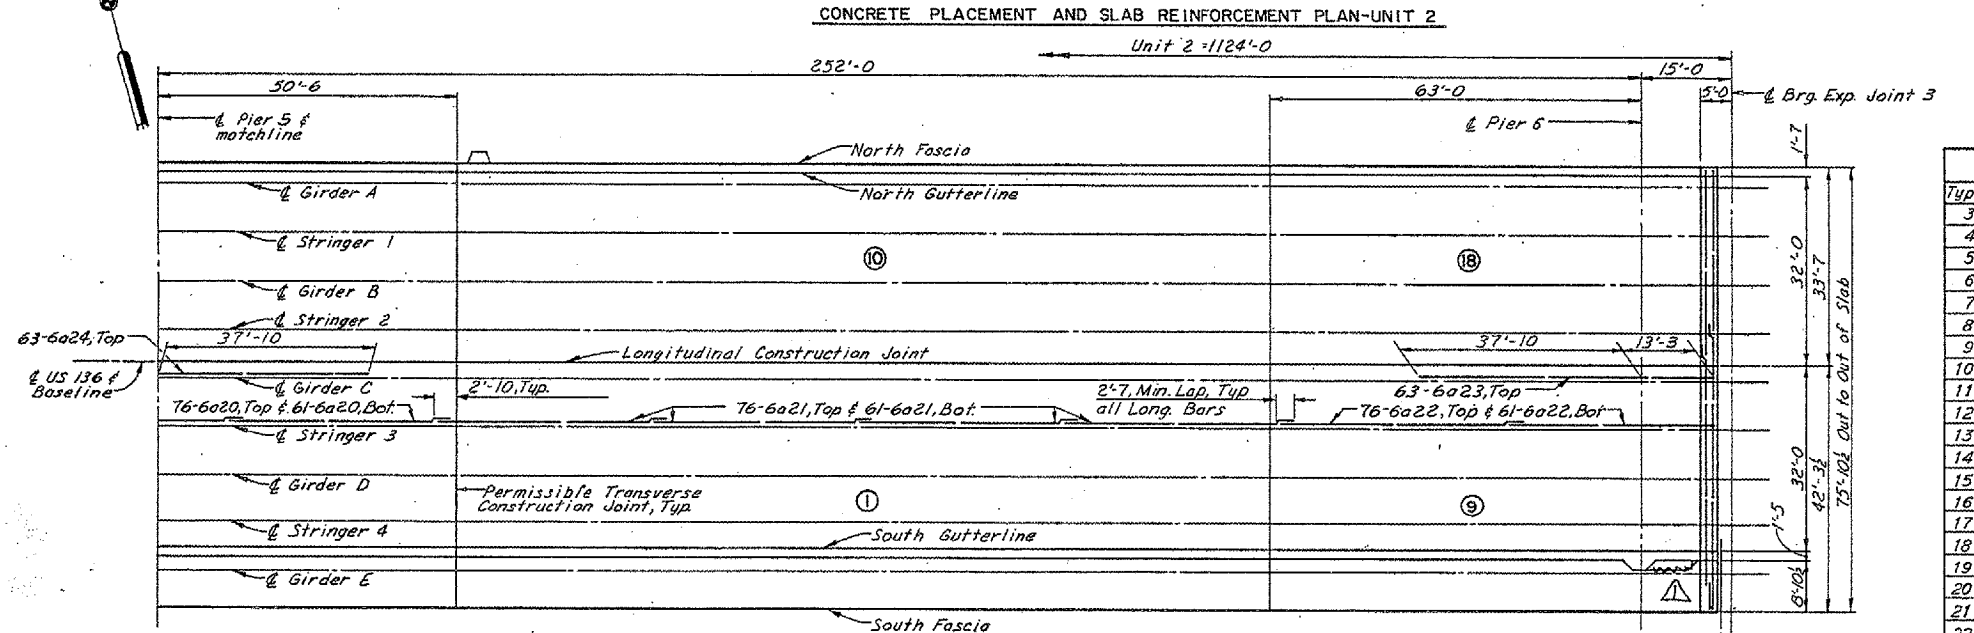 CONCRETE PLACEMENT AND SLAB REINFORCEMENT PLAN-UNIT 2
Unit 2 =1124'-0
252'-0
15'-0
50'-6
63'-0
5'-0
℄ Brg. Exp. Joint 3
℄ Pier 5 &
matchline
℄ Pier 6
1'-7
North Fascia
North Gutterline
℄ Girder A
℄ Stringer 1
10
18
℄ Girder B
℄ Stringer 2
32'-0
33'-7
75'-10½ Out to Out of Slab
63-6a24, Top
37'-10
Longitudinal Construction Joint
37'-10
13'-3
℄ US 136 &
Baseline
℄ Girder C
2'-10, Typ.
2'-7, Min. Lap, Typ
all Long. Bars
63-6a23, Top
76-6a20, Top & 61-6a20, Bot.
76-6a21, Top & 61-6a21, Bot.
76-6a22, Top & 61-6a22, Bot
℄ Stringer 3
℄ Girder D
Permissible Transverse
Construction Joint, Typ.
1
9
32'-0
42'-3½
1'-5
℄ Stringer 4
South Gutterline
℄ Girder E
1
8'-10½
South Fascia
Typ
3
4
5
6
7
8
9
10
11
12
13
14
15
16
17
18
19
20
21